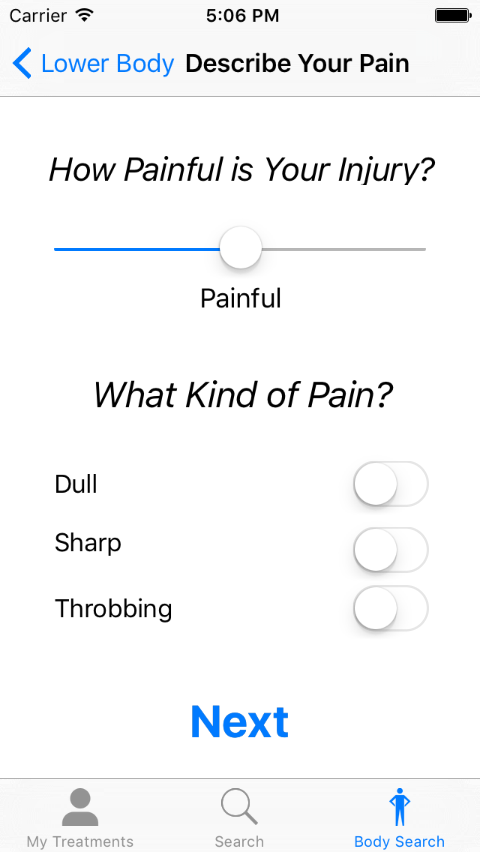 Carrier 5:06 PM
Lower Body Describe Your Pain
How Painful is Your Injury?
Painful
What Kind of Pain?
Dull
Sharp
Throbbing
Next
My Treatments Search Body Search